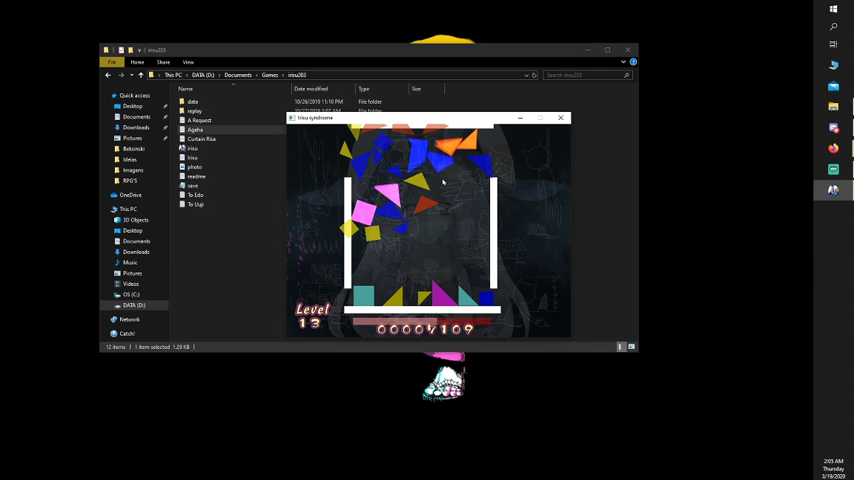 irisu203
File
Home
Share
View
This PC
DATA (D:)
Documents
Games
irisu203
Search irisu203
Name
Date modified
Type
Size
Quick access
Desktop
Documents
Downloads
Pictures
Beksinski
Ideias
Imagens
RPG'S
OneDrive
This PC
3D Objects
Desktop
Documents
Downloads
Music
Pictures
Videos
OS (C:)
DATA (D:)
Network
Catch!
data 10/26/2019 11:10 PM File folder
replay File folder
A Request
Ageha
Curtain Rise
irisu
Irisu
photo
readme
save
To Edo
To Uuji
12 items
1 item selected 1.29 KB
Irisu syndrome
Level
13
00004109
2:05 AM
Thursday
3/19/2020